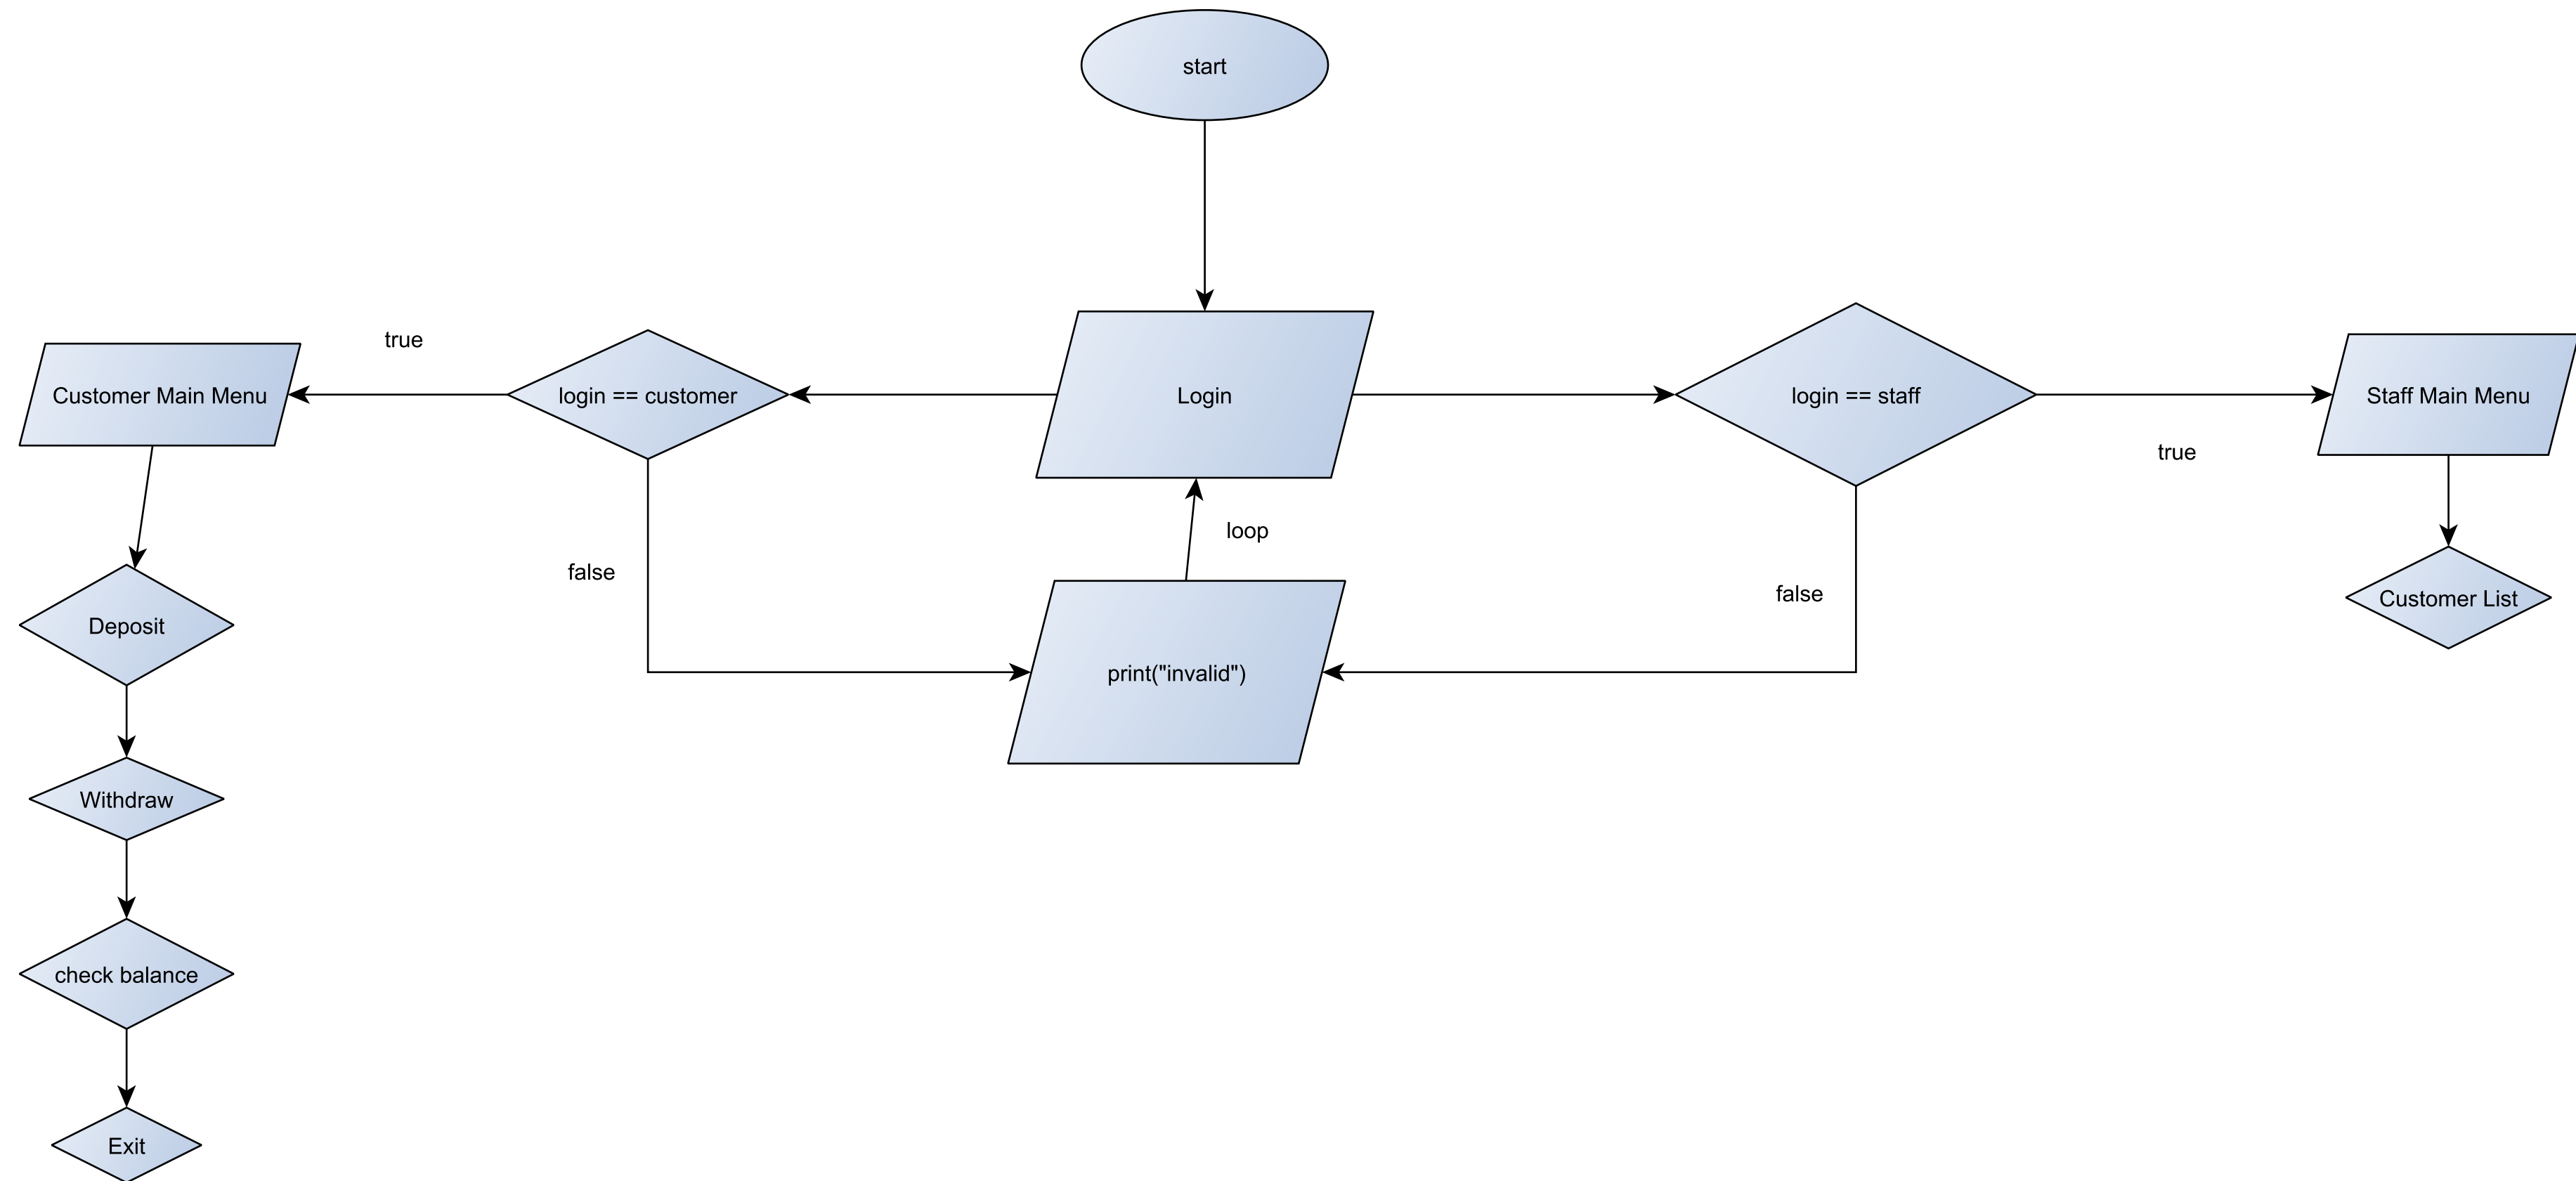 start
Login
login == customer
true
Customer Main Menu
login == staff
true
Staff Main Menu
loop
false
false
print("invalid")
Deposit
Withdraw
check balance
Exit
Customer List